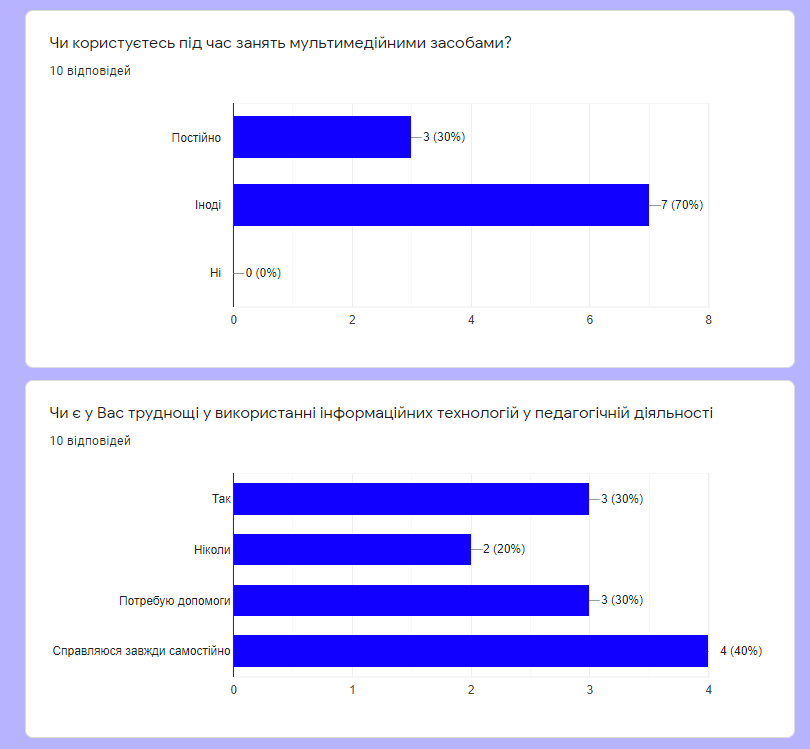 Чи користуєтесь під час занять мультимедійними засобами?
10 відповідей
Постійно
3 (30%)
Іноді
7 (70%)
Ні
0 (0%)
0 2 4 6 8
Чи є у Вас труднощі у використанні інформаційних технологій у педагогічній діяльності
10 відповідей
Так
3 (30%)
Ніколи
2 (20%)
Потребую допомоги
3 (30%)
Справляюся завжди самостійно
4 (40%)
0 1 2 3 4